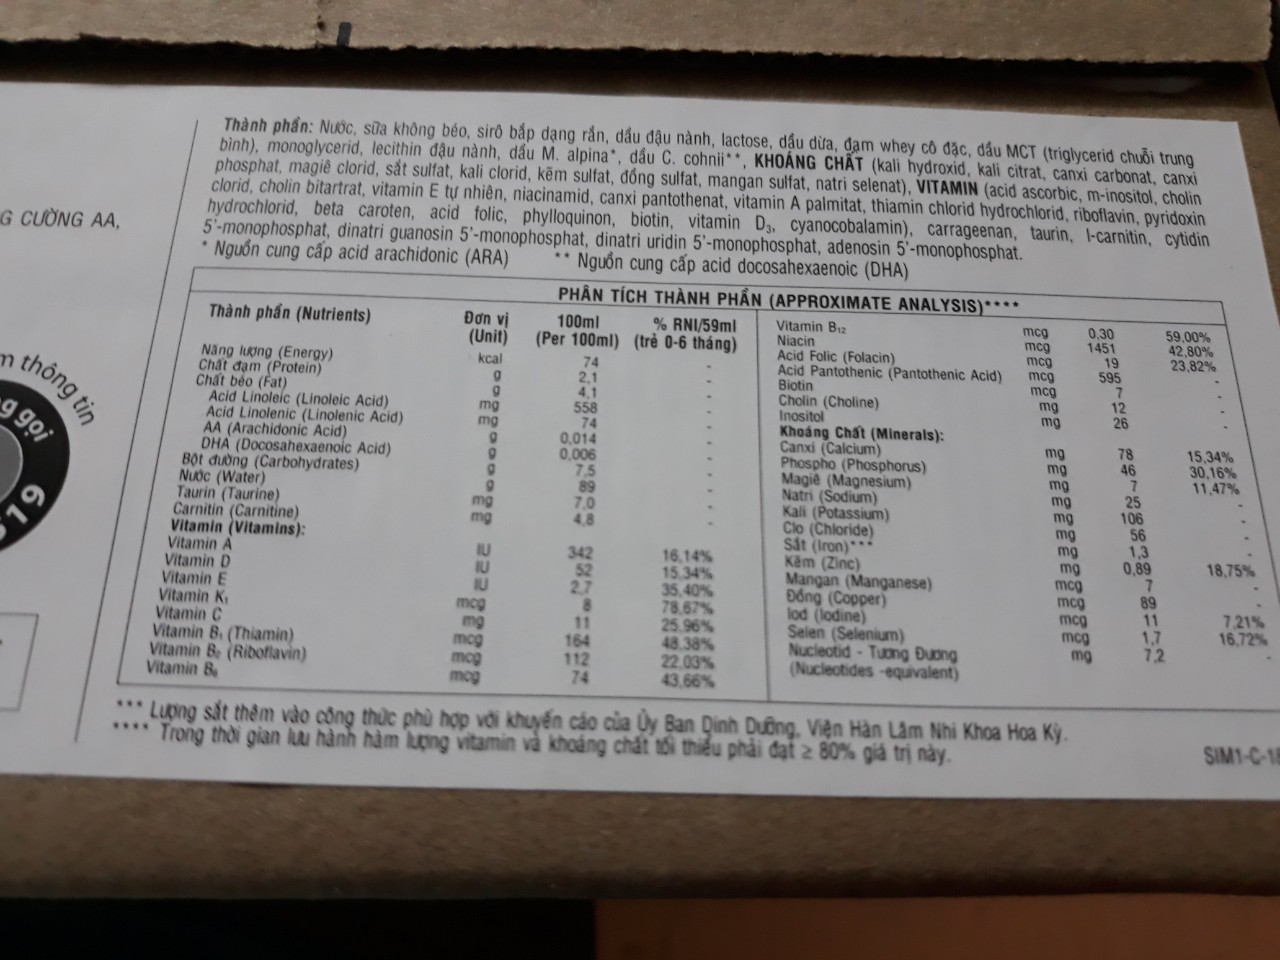 G CƯỜNG AA,
m thông tin
g gọi
519
Thành phần: Nước, sữa không béo, sirô bắp dạng rắn, dầu đậu nành, lactose, dầu dừa, đạm whey cô đặc, dầu MCT (triglycerid chuỗi trung
bình), monoglycerid, lecithin đậu nành, dầu M. alpina*, dầu C. cohnii**, KHOÁNG CHẤT (kali hydroxid, kali citrat, canxi carbonat, canxi
phosphat, magiê clorid, sắt sulfat, kali clorid, kẽm sulfat, đồng sulfat, mangan sulfat, natri selenat), VITAMIN (acid ascorbic, m-inositol, cholin
clorid, cholin bitartrat, vitamin E tự nhiên, niacinamid, canxi pantothenat, vitamin A palmitat, thiamin chlorid hydrochlorid, riboflavin, pyridoxin
hydrochlorid, beta caroten, acid folic, phylloquinon, biotin, vitamin D3, cyanocobalamin), carrageenan, taurin, l-carnitin, cytidin
5'-monophosphat, dinatri guanosin 5'-monophosphat, dinatri uridin 5'-monophosphat, adenosin 5'-monophosphat.
* Nguồn cung cấp acid arachidonic (ARA) ** Nguồn cung cấp acid docosahexaenoic (DHA)
PHÂN TÍCH THÀNH PHẦN (APPROXIMATE ANALYSIS)****
Thành phần (Nutrients) Đơn vị (Unit) 100ml (Per 100ml) % RNI/59ml (trẻ 0-6 tháng)
Năng lượng (Energy) kcal 74 -
Chất đạm (Protein) g 2,1 -
Chất béo (Fat) g 4,1 -
Acid Linoleic (Linoleic Acid) mg 558 -
Acid Linolenic (Linolenic Acid) mg 74 -
AA (Arachidonic Acid) g 0,014 -
DHA (Docosahexaenoic Acid) g 0,006 -
Bột đường (Carbohydrates) g 7,5 -
Nước (Water) g 89 -
Taurin (Taurine) mg 7,0 -
Carnitin (Carnitine) mg 4,8 -
Vitamin (Vitamins):
Vitamin A IU 342 16,14%
Vitamin D IU 52 15,34%
Vitamin E IU 2,7 35,40%
Vitamin K1 mcg 8 78,67%
Vitamin C mg 11 25,96%
Vitamin B1 (Thiamin) mcg 164 48,38%
Vitamin B2 (Riboflavin) mcg 112 22,03%
Vitamin B6 mcg 74 43,66%
Vitamin B12 mcg 0,30 59,00%
Niacin mcg 1451 42,80%
Acid Folic (Folacin) mcg 19 23,82%
Acid Pantothenic (Pantothenic Acid) mcg 595 -
Biotin mcg 7 -
Cholin (Choline) mg 12 -
Inositol mg 26 -
Khoáng Chất (Minerals):
Canxi (Calcium) mg 78 15,34%
Phospho (Phosphorus) mg 46 30,16%
Magiê (Magnesium) mg 7 11,47%
Natri (Sodium) mg 25 -
Kali (Potassium) mg 106 -
Clo (Chloride) mg 56 -
Sắt (Iron)*** mg 1,3 -
Kẽm (Zinc) mg 0,89 18,75%
Mangan (Manganese) mcg 7 -
Đồng (Copper) mcg 89 -
Iod (Iodine) mcg 11 7,21%
Selen (Selenium) mcg 1,7 16,72%
Nucleotid - Tương Đương mg 7,2 -
(Nucleotides -equivalent)
*** Lượng sắt thêm vào công thức phù hợp với khuyến cáo của Ủy Ban Dinh Dưỡng, Viện Hàn Lâm Nhi Khoa Hoa Kỳ.
**** Trong thời gian lưu hành hàm lượng vitamin và khoáng chất tối thiểu phải đạt ≥ 80% giá trị này.
SIM1-C-18